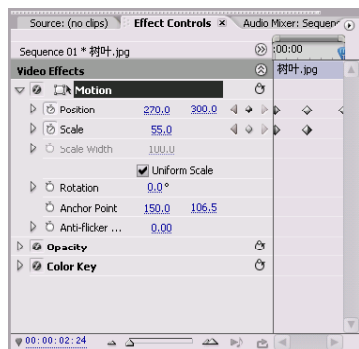 Source: (no clips) Effect Controls Audio Mixer: Sequen
Sequence 01 * 树叶.jpg :00:00
Video Effects 树叶.jpg
Motion
Position 270.0 300.0
Scale 55.0
Scale Width 100.0
Uniform Scale
Rotation 0.0°
Anchor Point 150.0 106.5
Anti-flicker ... 0.00
Opacity
Color Key
00:00:02:24